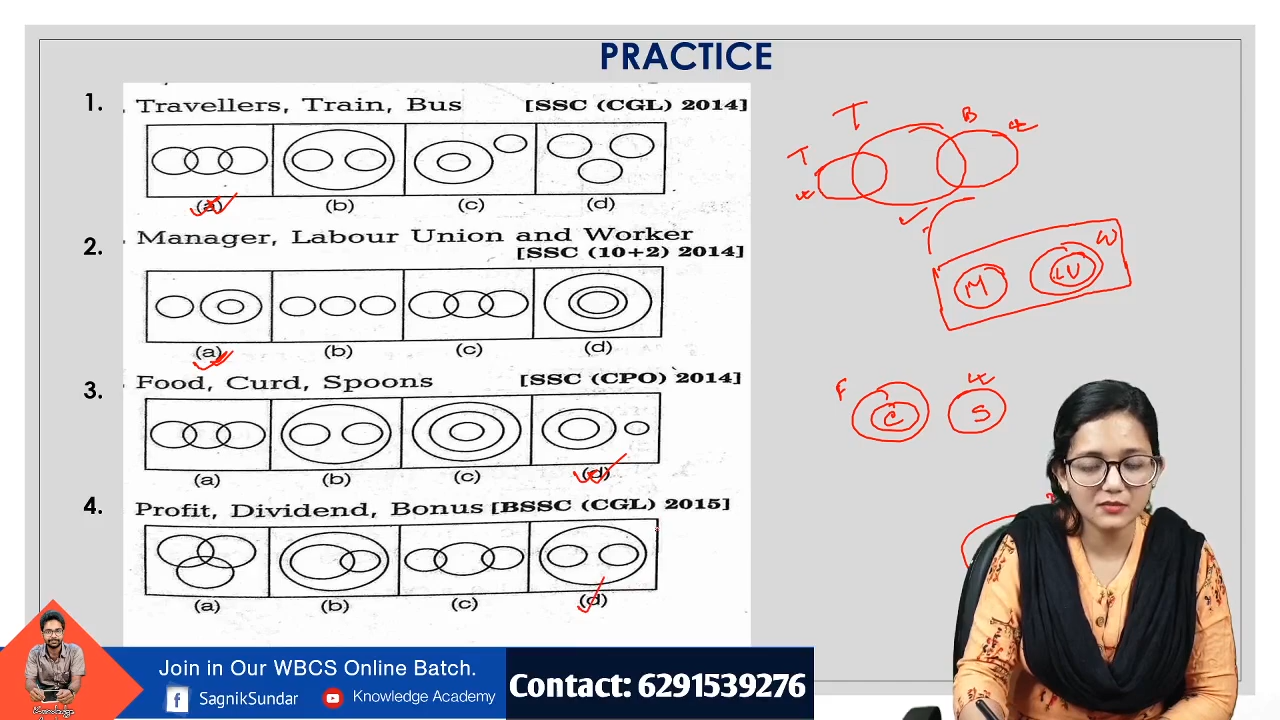 PRACTICE
1. Travellers, Train, Bus [SSC (CGL) 2014]
(a) (b) (c) (d)
2. Manager, Labour Union and Worker
[SSC (10+2) 2014]
(a) (b) (c) (d)
3. Food, Curd, Spoons [SSC (CPO) 2014]
(a) (b) (c) (d)
4. Profit, Dividend, Bonus [BSSC (CGL) 2015]
(a) (b) (c) (d)
T
T
B
M LU W
F C S
Join in Our WBCS Online Batch.
SagnikSundar Knowledge Academy
Contact: 6291539276